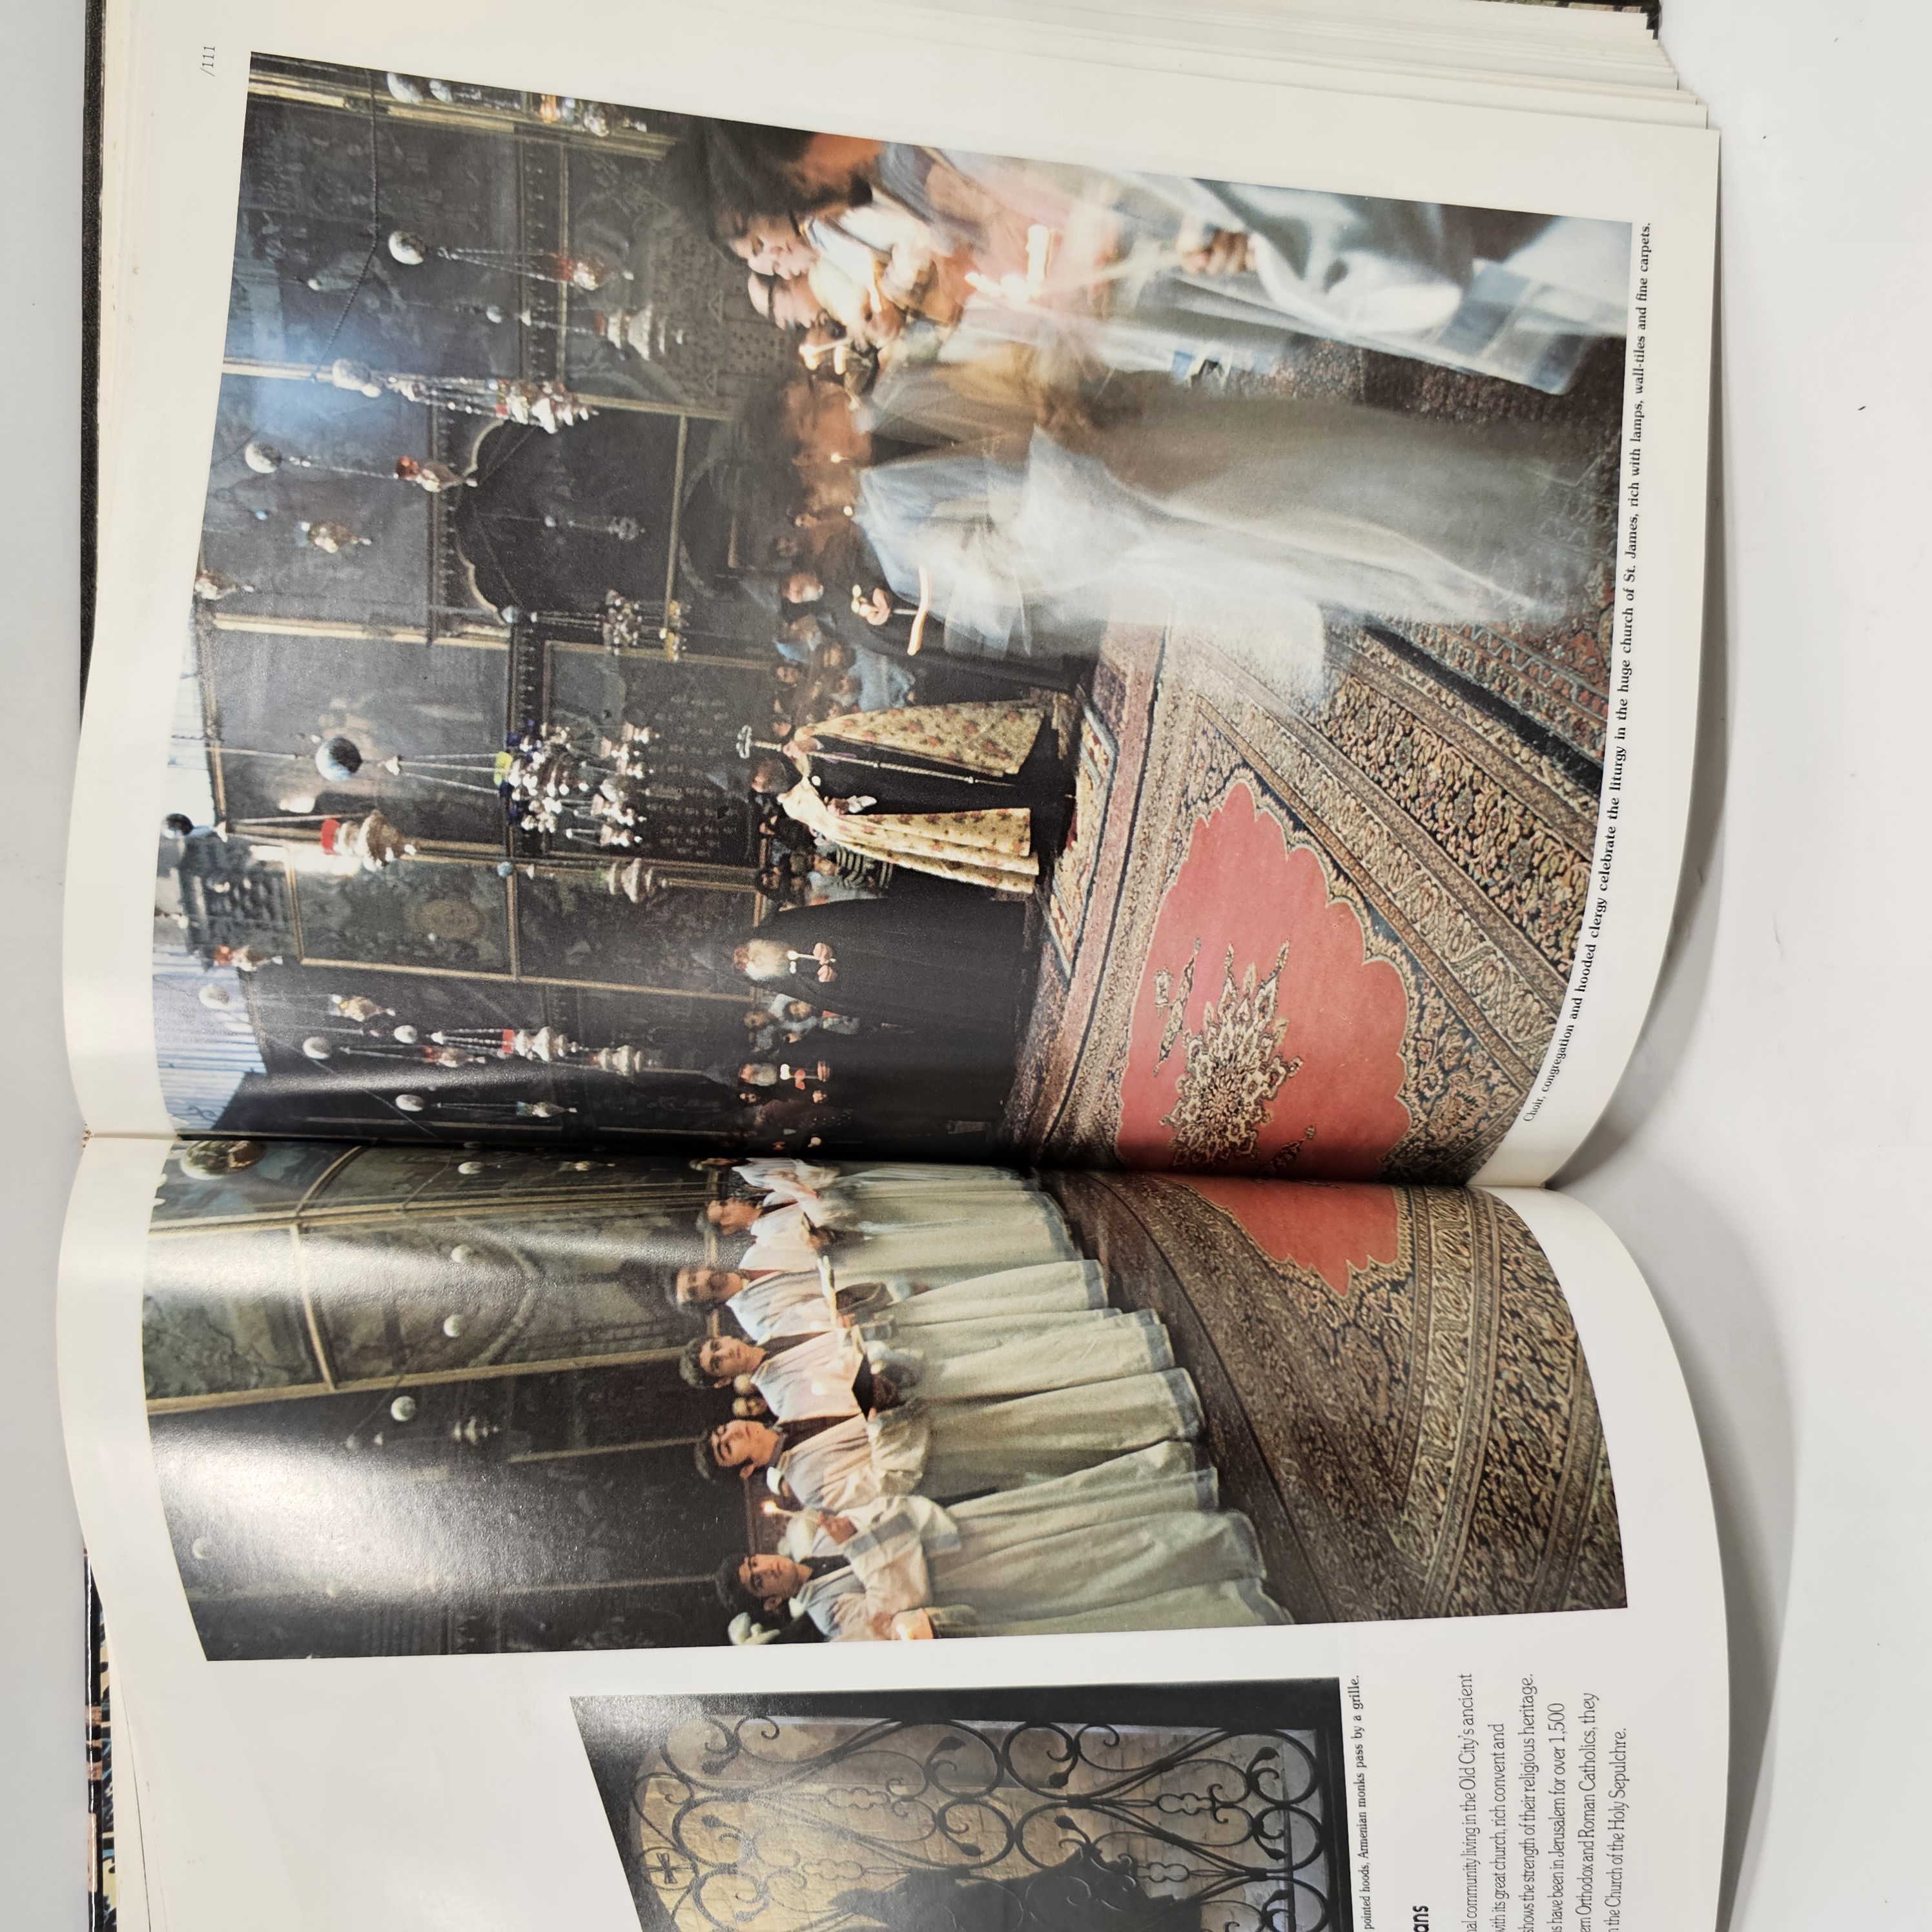 pointed hoods, Armenian monks pass by a grille.
community living in the Old City's ancient
with its great church, rich convent and
shows the strength of their religious heritage.
have been in Jerusalem for over 1,500
Orthodox and Roman Catholics, they
the Church of the Holy Sepulchre.
/111
Choir, congregation and hooded clergy celebrate the liturgy in the huge church of St. James, rich with lamps, wall-tiles and fine carpets.